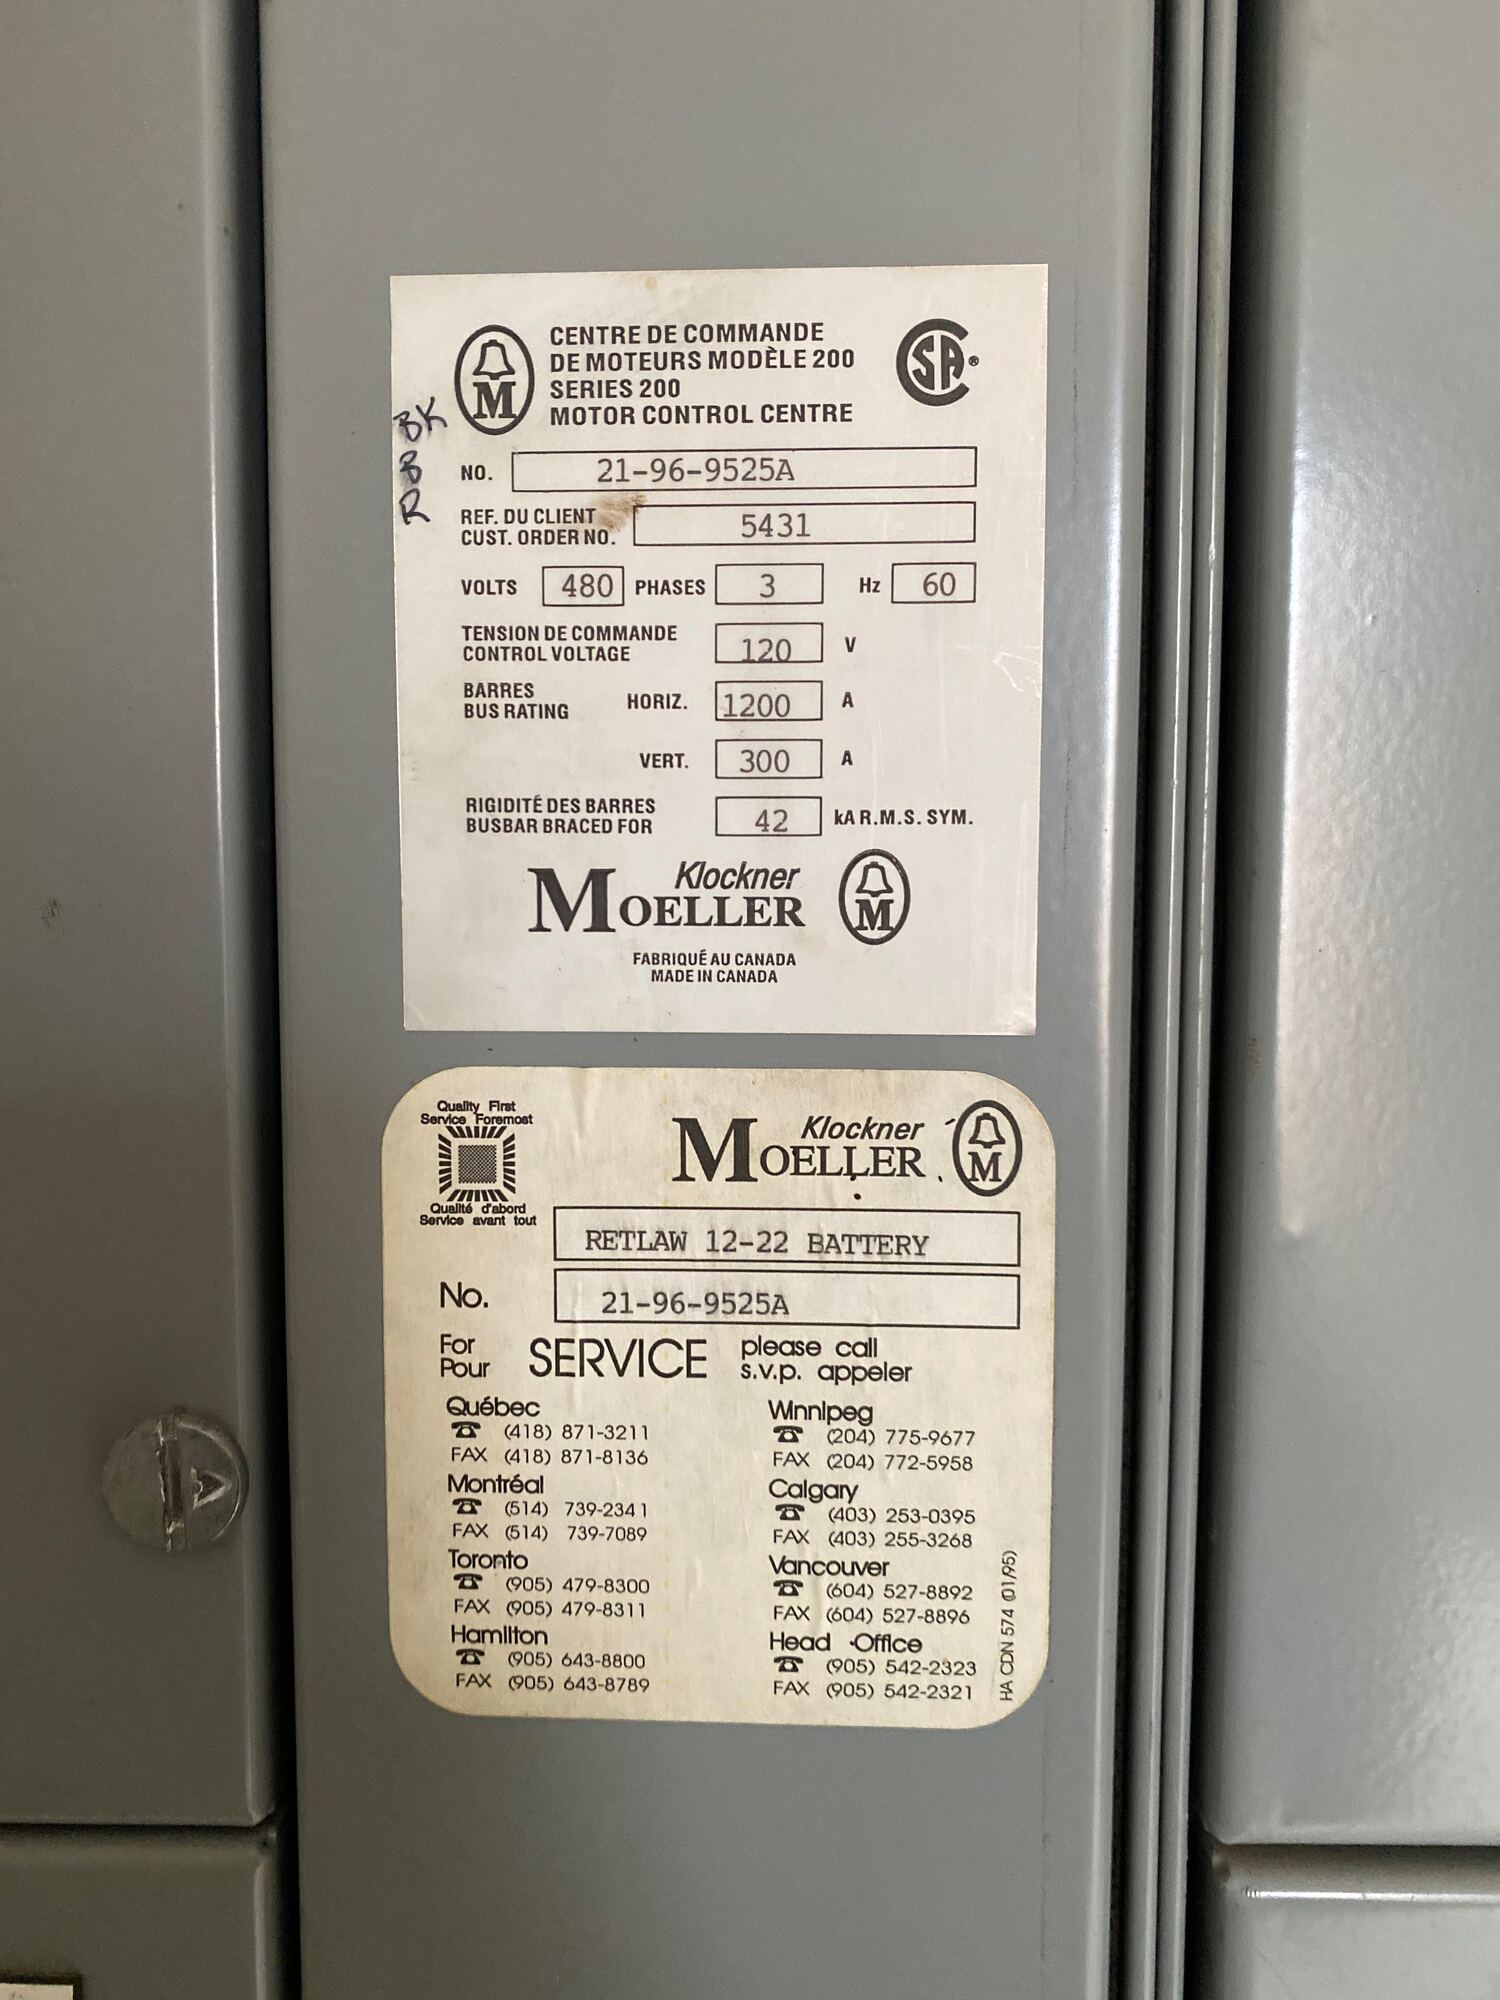 CENTRE DE COMMANDE
DE MOTEURS MODÈLE 200
SERIES 200
MOTOR CONTROL CENTRE
M
CSA®
BK
B
R
NO. 21-96-9525A
REF. DU CLIENT
CUST. ORDER NO. 5431
VOLTS 480 PHASES 3 Hz 60
TENSION DE COMMANDE
CONTROL VOLTAGE 120 V
BARRES
BUS RATING HORIZ. 1200 A
VERT. 300 A
RIGIDITÉ DES BARRES
BUSBAR BRACED FOR 42 kA R.M.S. SYM.
Klockner
MOELLER
M
FABRIQUÉ AU CANADA
MADE IN CANADA
Quality First
Service Foremost
Qualité d'abord
Service avant tout
Klockner
MOELLER
M
RETLAW 12-22 BATTERY
No. 21-96-9525A
For
Pour
SERVICE
please call
s.v.p. appeler
Québec
☎ (418) 871-3211
FAX (418) 871-8136
Montréal
☎ (514) 739-2341
FAX (514) 739-7089
Toronto
☎ (905) 479-8300
FAX (905) 479-8311
Hamilton
☎ (905) 643-8800
FAX (905) 643-8789
Winnipeg
☎ (204) 775-9677
FAX (204) 772-5958
Calgary
☎ (403) 253-0395
FAX (403) 255-3268
Vancouver
☎ (604) 527-8892
FAX (604) 527-8896
Head Office
☎ (905) 542-2323
FAX (905) 542-2321
HA CDN 574 (01/95)